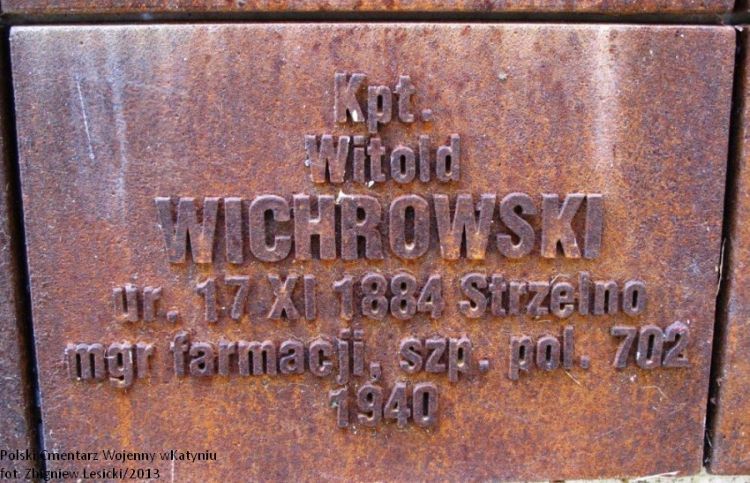 Kpt.
Witold
WICHROWSKI
ur. 17 XI 1884 Strzelno
mgr farmacji, szp. pol. 702
1940
Polski Cmentarz Wojenny wKatyniu
fot. Zbigniew Lesicki/2013